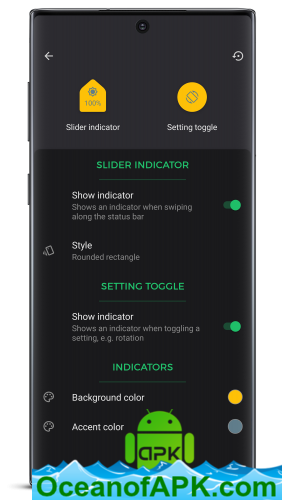 100%
Slider indicator
Setting toggle
SLIDER INDICATOR
Show indicator
Shows an indicator when swiping
along the status bar
Style
Rounded rectangle
SETTING TOGGLE
Show indicator
Shows an indicator when toggling a
setting, e.g. rotation
INDICATORS
Background color
Accent color
apk
OceanofAPK.com